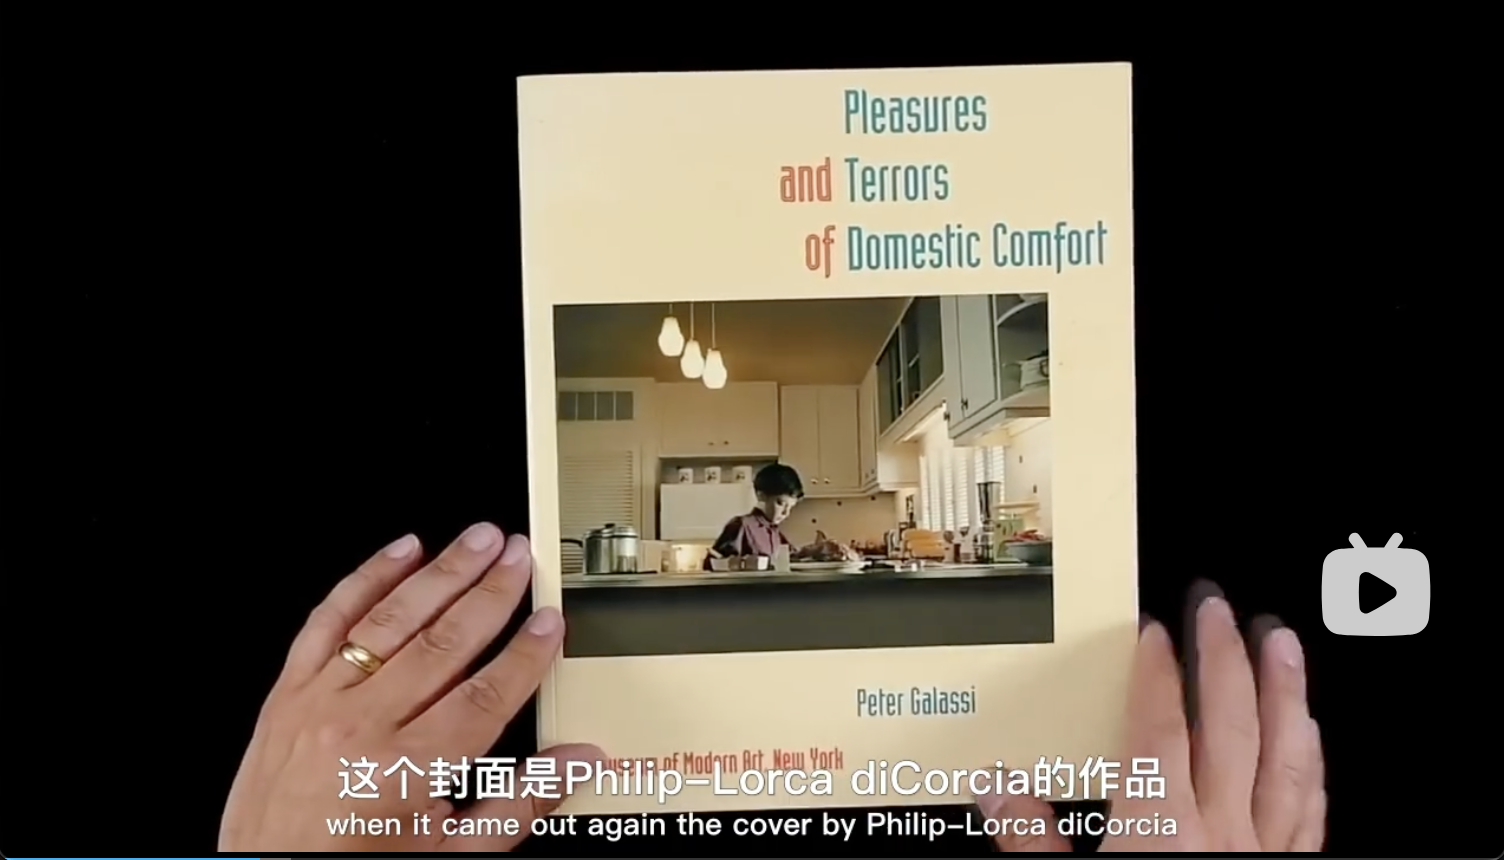 Pleasures
and Terrors
of Domestic Comfort
Peter Galassi
Museum of Modern Art, New York
这个封面是Philip-Lorca diCorcia的作品
when it came out again the cover by Philip-Lorca diCorcia